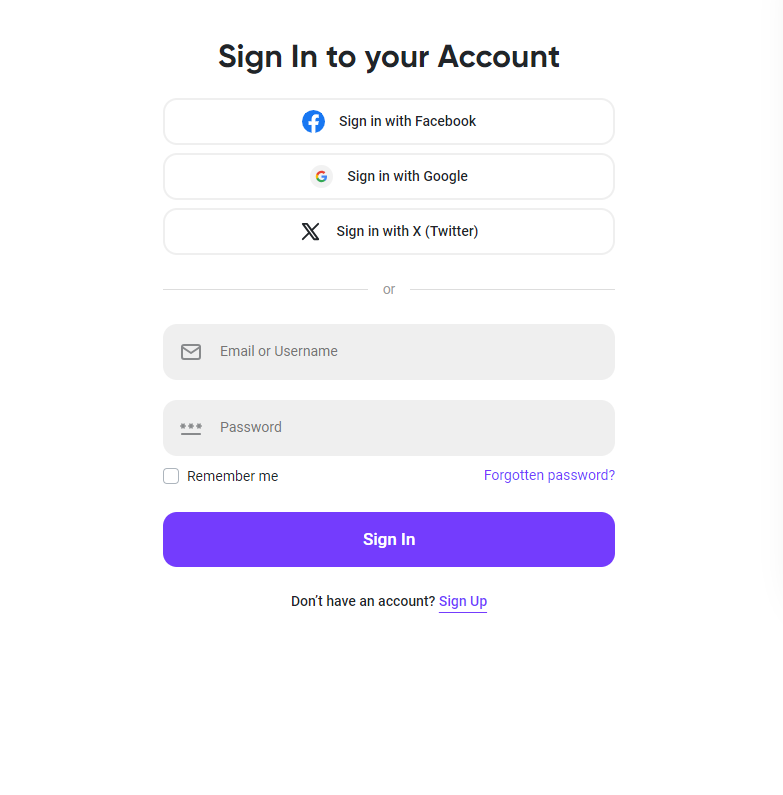 Sign In to your Account
Sign in with Facebook
Sign in with Google
Sign in with X (Twitter)
or
Email or Username
Password
Remember me
Forgotten password?
Sign In
Don't have an account? Sign Up